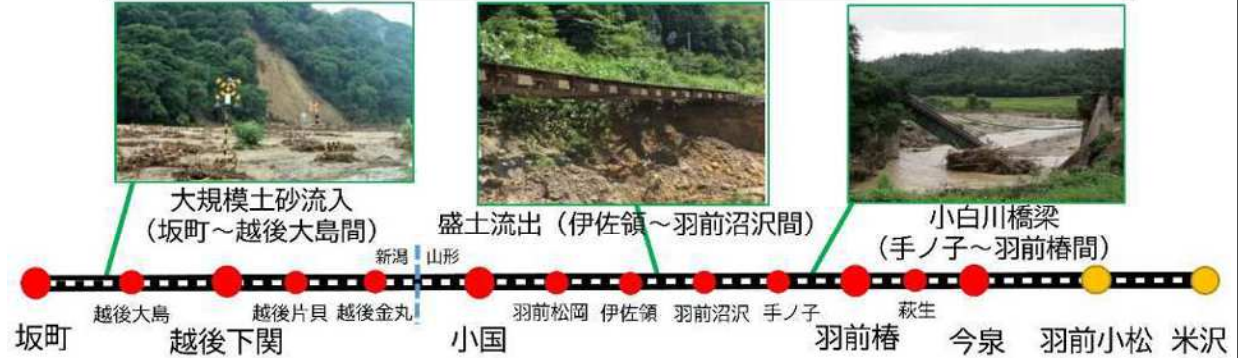 大規模土砂流入
（坂町～越後大島間）
盛土流出（伊佐領～羽前沼沢間）
小白川橋梁
（手ノ子～羽前椿間）
新潟
山形
坂町
越後大島
越後下関
越後片貝
越後金丸
小国
羽前松岡
伊佐領
羽前沼沢
手ノ子
羽前椿
萩生
今泉
羽前小松
米沢